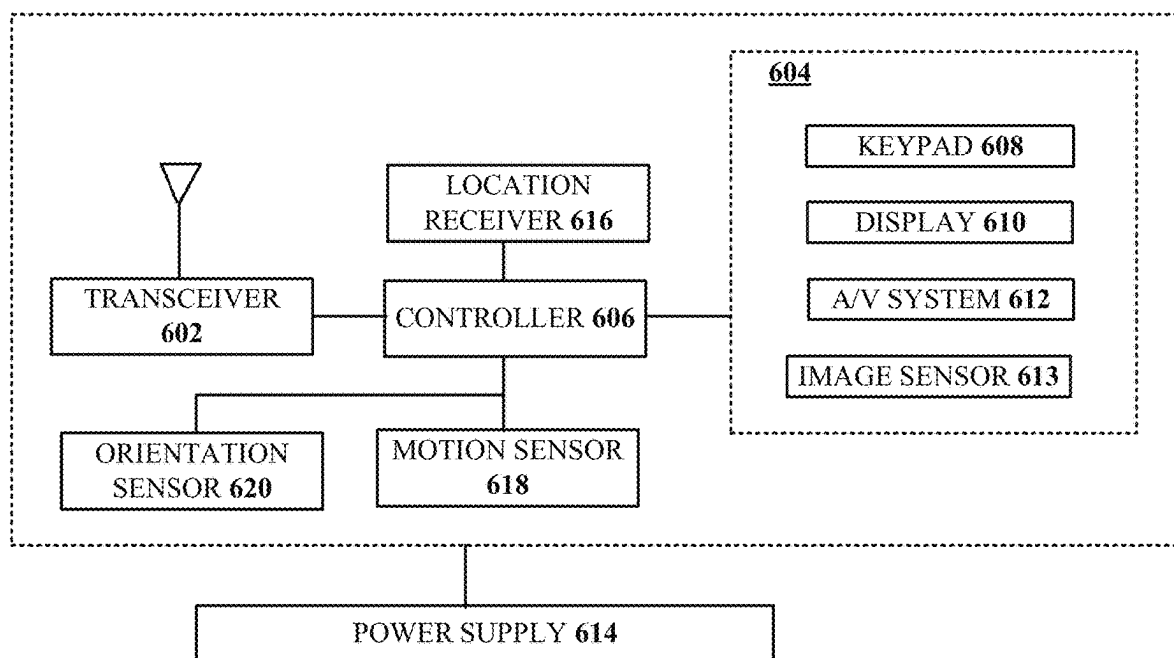 604
KEYPAD 608
DISPLAY 610
A/V SYSTEM 612
IMAGE SENSOR 613
LOCATION
RECEIVER 616
TRANSCEIVER
602
CONTROLLER 606
ORIENTATION
SENSOR 620
MOTION SENSOR
618
POWER SUPPLY 614